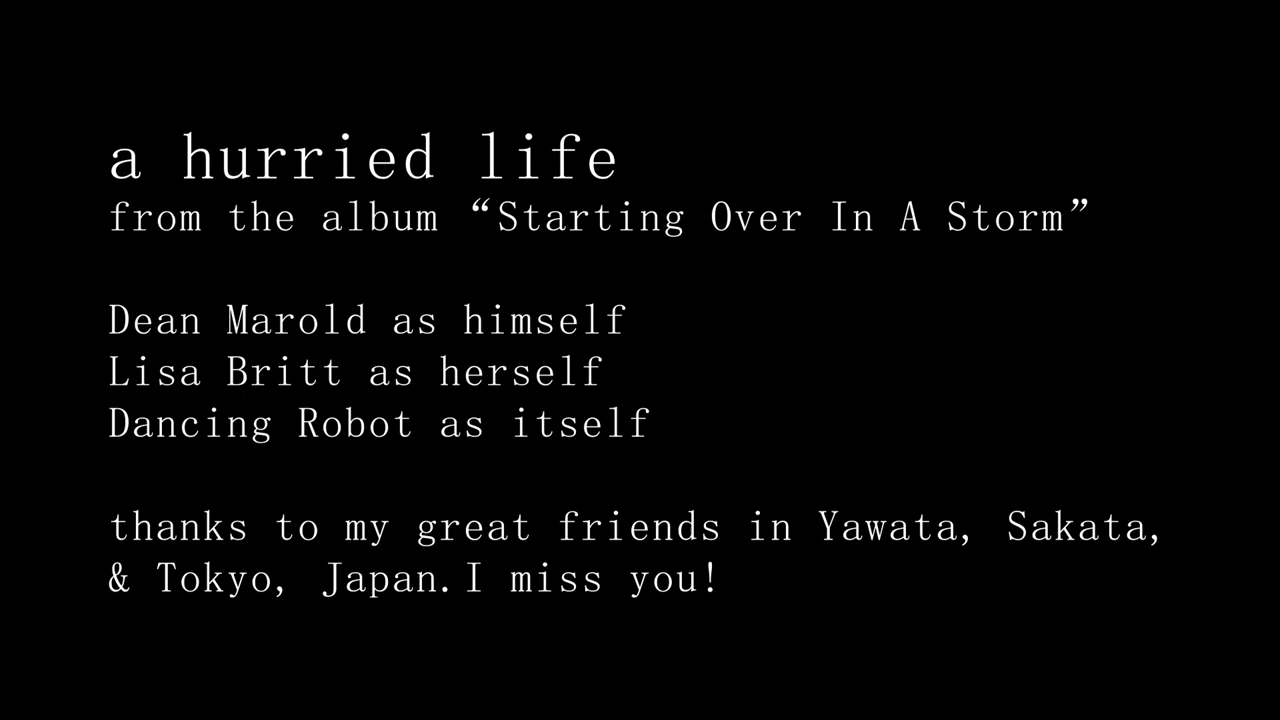 a hurried life
from the album “Starting Over In A Storm”
Dean Marold as himself
Lisa Britt as herself
Dancing Robot as itself
thanks to my great friends in Yawata, Sakata,
& Tokyo, Japan.I miss you!